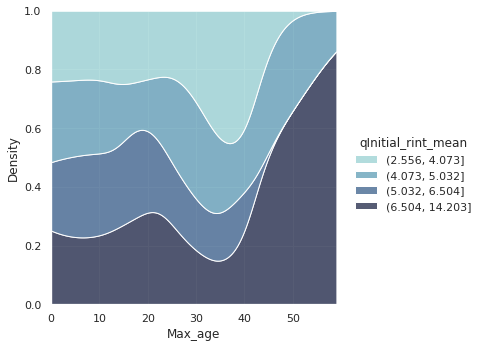 1.0
0.8
0.6
0.4
0.2
0.0
Density
0 10 20 30 40 50
Max_age
qInitial_rint_mean
(2.556, 4.073]
(4.073, 5.032]
(5.032, 6.504]
(6.504, 14.203]